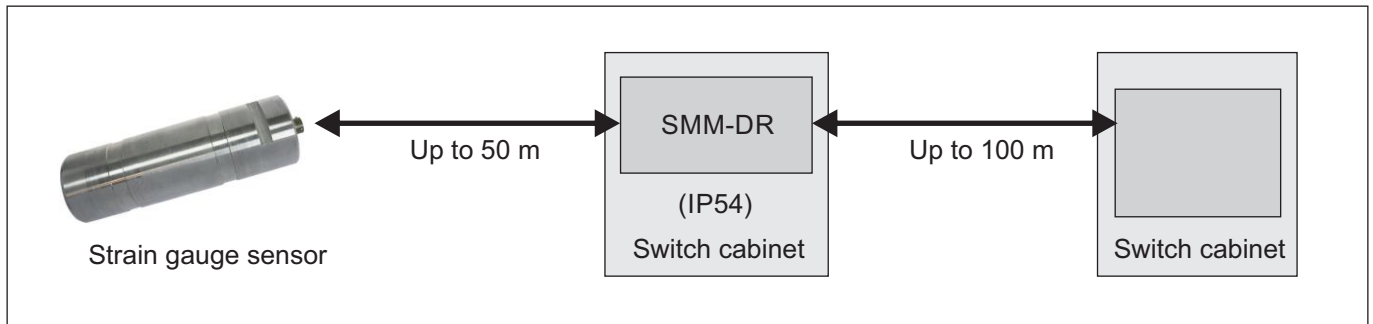 SMM-DR
Up to 50 m
Up to 100 m
(IP54)
Strain gauge sensor
Switch cabinet
Switch cabinet